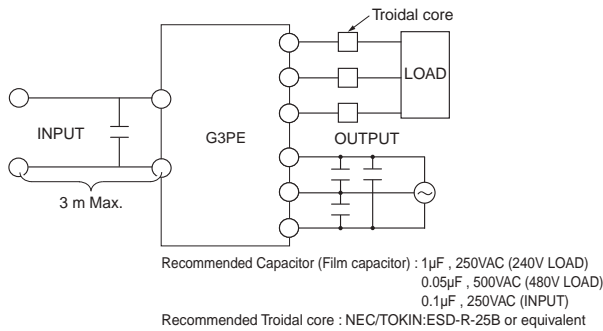 Troidal core
LOAD
INPUT
G3PE
OUTPUT
3 m Max.
Recommended Capacitor (Film capacitor) : 1µF , 250VAC (240V LOAD)
0.05µF , 500VAC (480V LOAD)
0.1µF , 250VAC (INPUT)
Recommended Troidal core : NEC/TOKIN:ESD-R-25B or equivalent